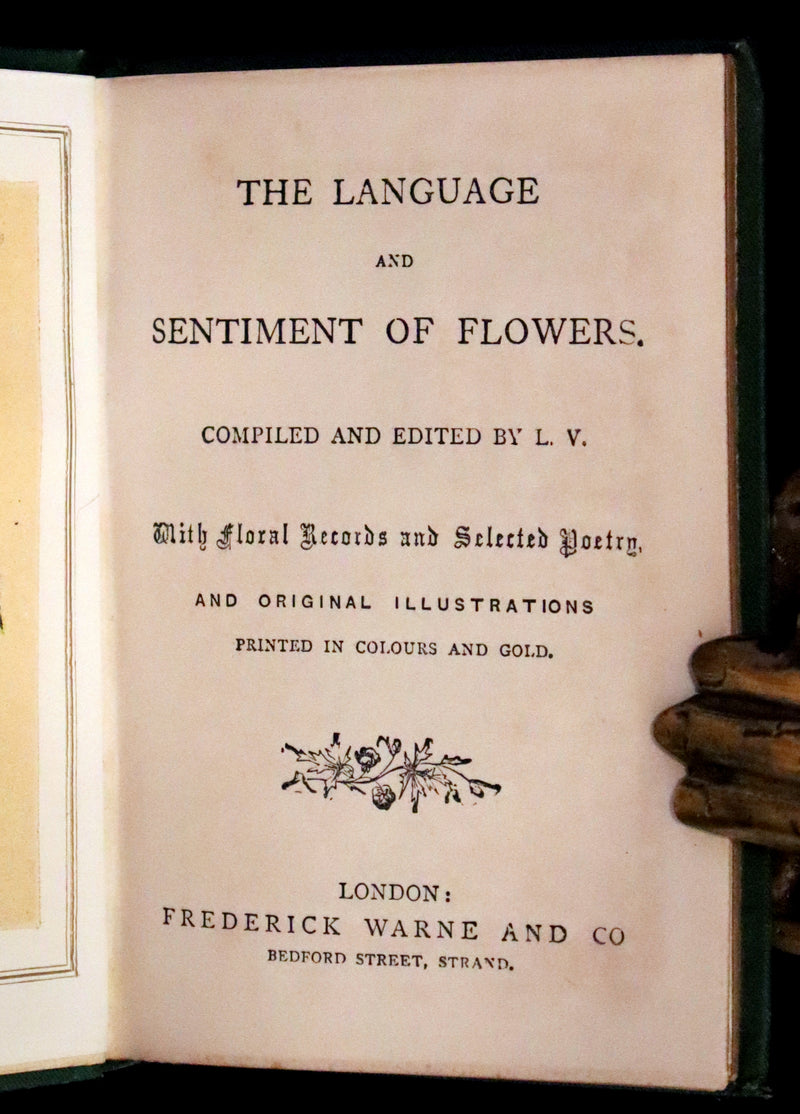 THE LANGUAGE
AND
SENTIMENT OF FLOWERS.
COMPILED AND EDITED BY L. V.
With Floral Records and Selected Poetry,
AND ORIGINAL ILLUSTRATIONS
PRINTED IN COLOURS AND GOLD.
LONDON:
FREDERICK WARNE AND CO
BEDFORD STREET, STRAND.